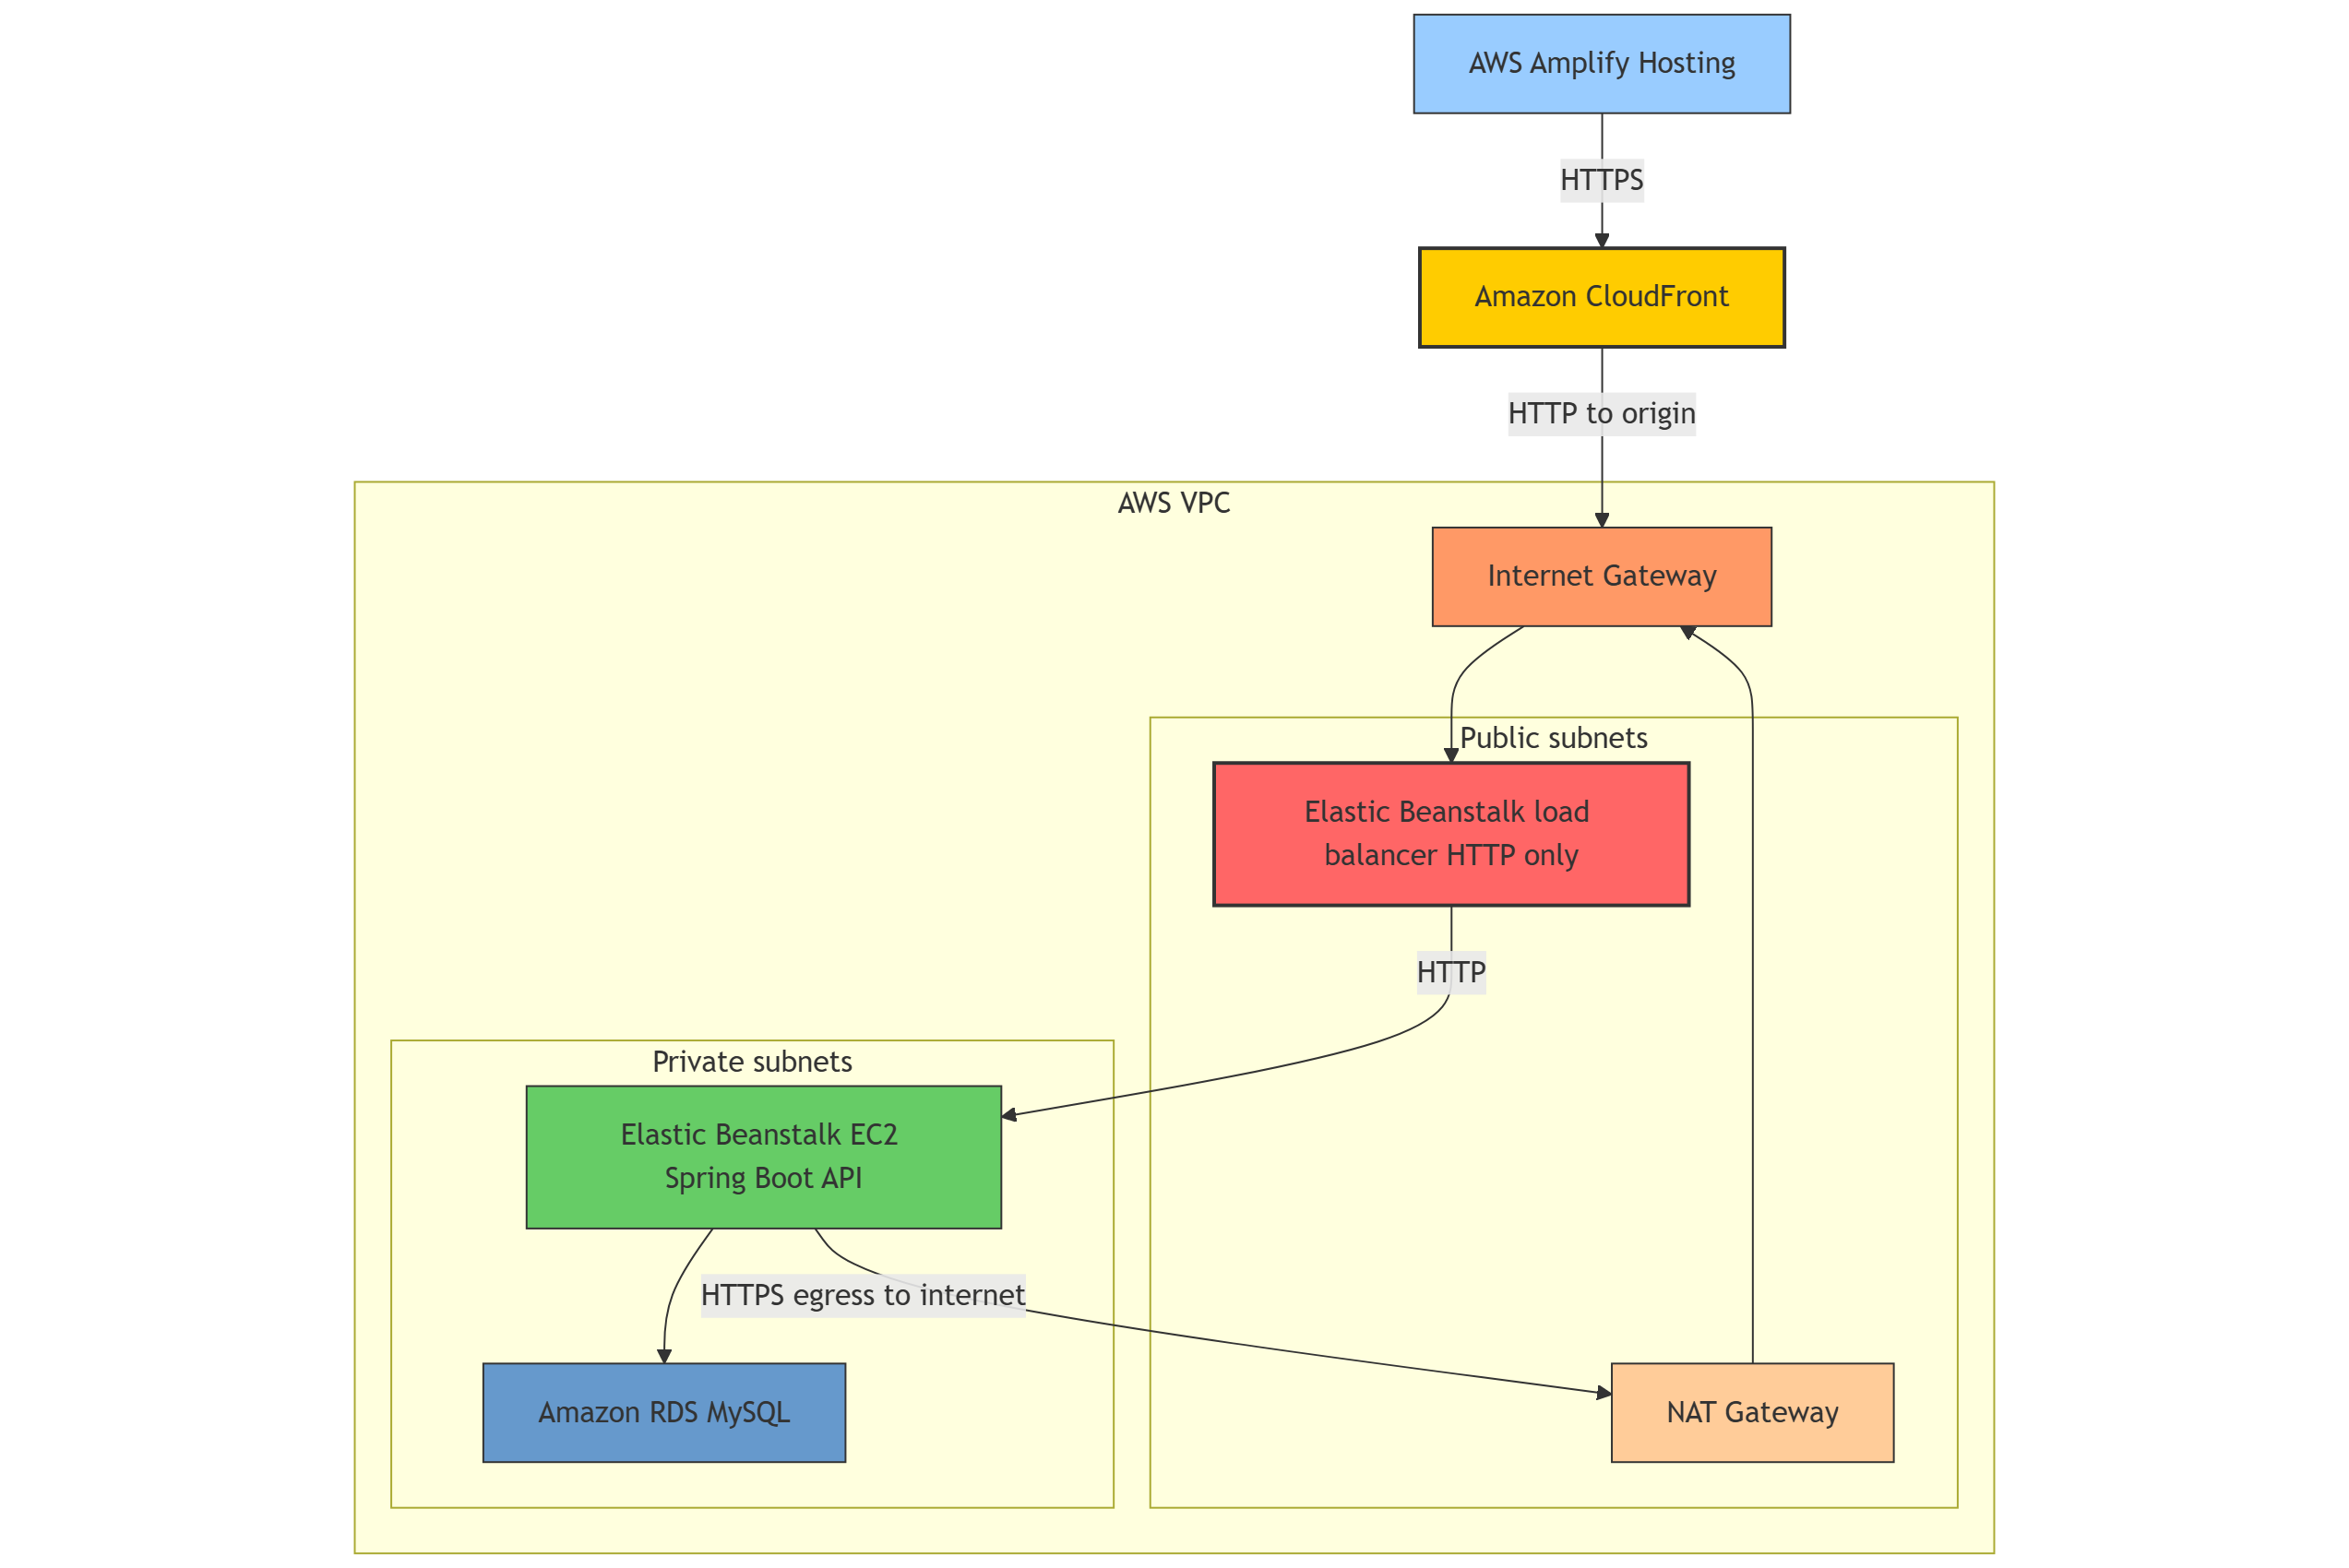 AWS Amplify Hosting
HTTPS
Amazon CloudFront
HTTP to origin
AWS VPC
Internet Gateway
Public subnets
Elastic Beanstalk load
balancer HTTP only
HTTP
Private subnets
Elastic Beanstalk EC2
Spring Boot API
HTTPS egress to internet
Amazon RDS MySQL
NAT Gateway